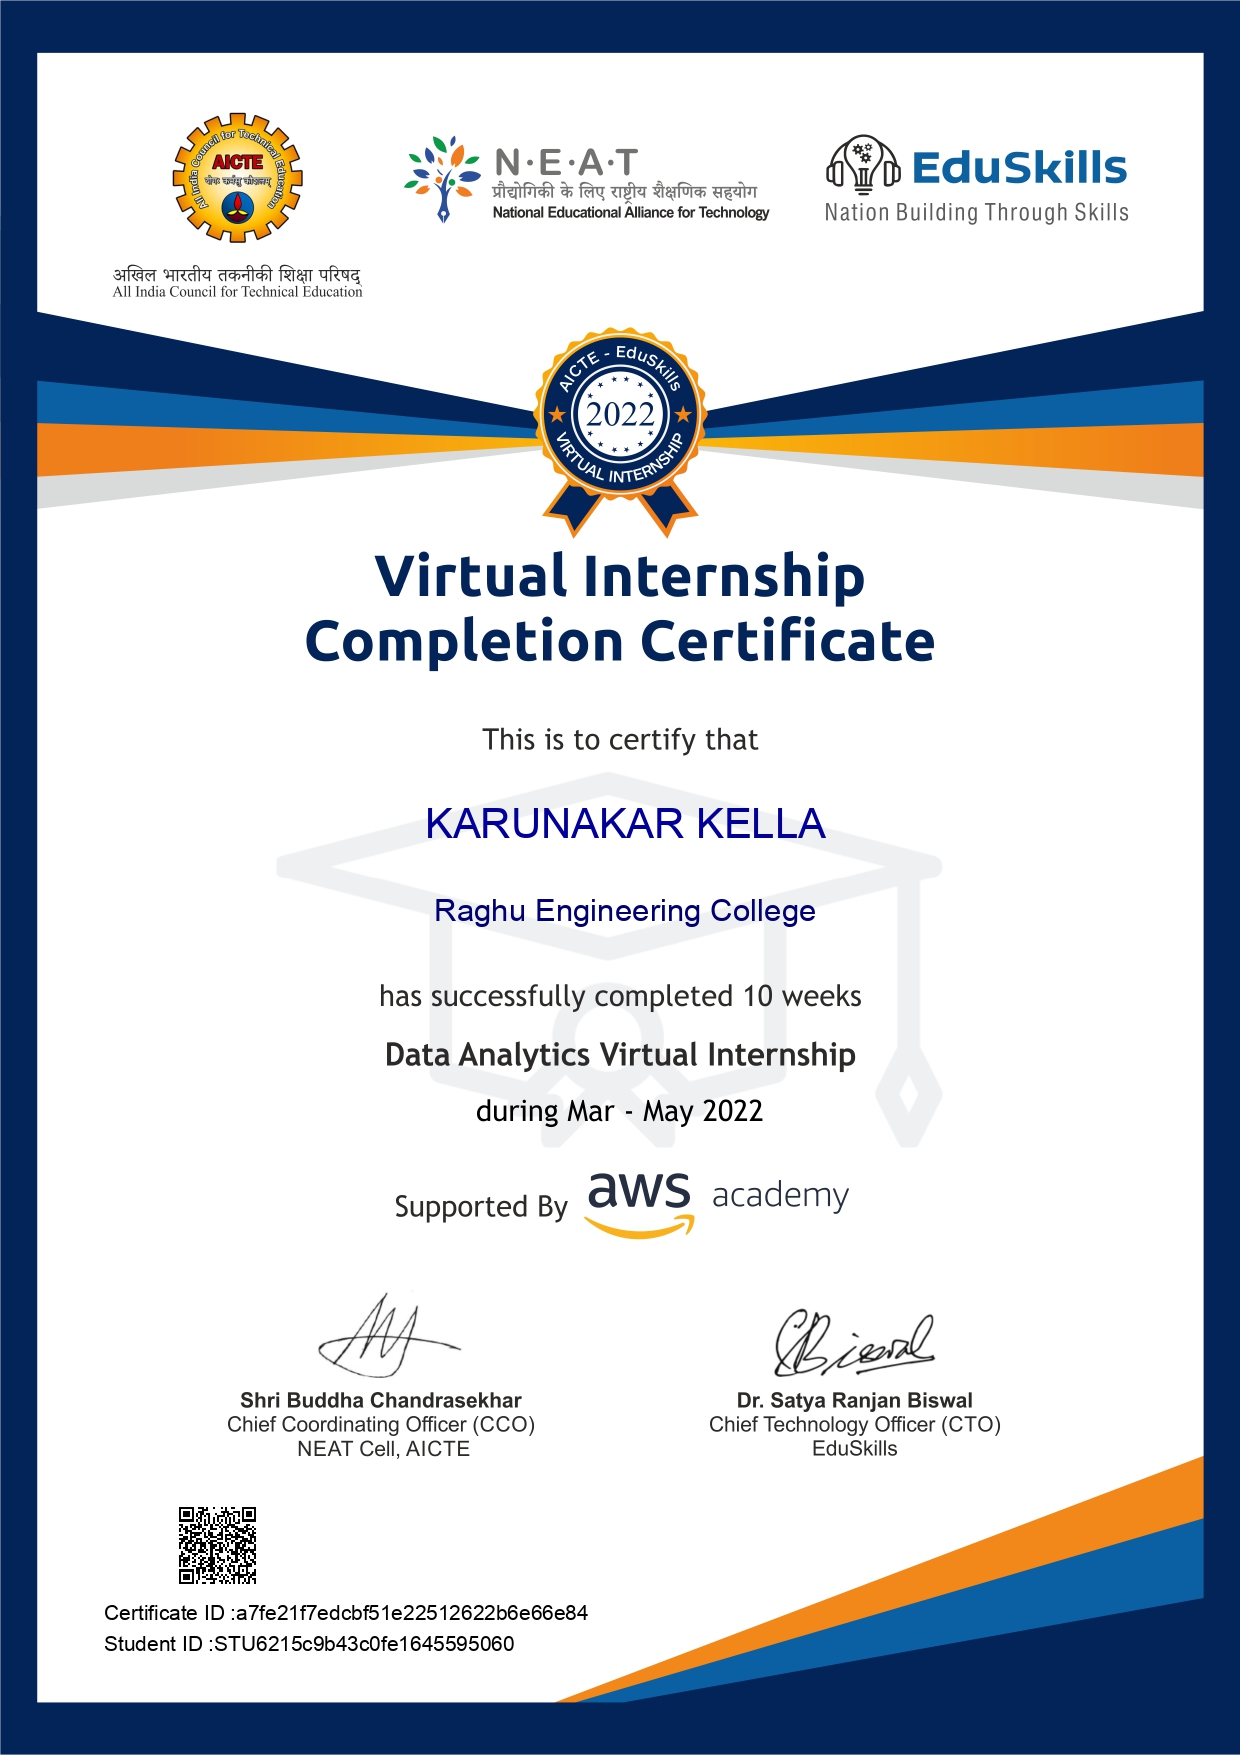 All India Council for Technical Education
AICTE
योगः कर्मसु कौशलम्
अखिल भारतीय तकनीकी शिक्षा परिषद्
All India Council for Technical Education
N·E·A·T
प्रौद्योगिकी के लिए राष्ट्रीय शैक्षणिक सहयोग
National Educational Alliance for Technology
EduSkills
Nation Building Through Skills
AICTE - EduSkills
2022
VIRTUAL INTERNSHIP
Virtual Internship
Completion Certificate
This is to certify that
KARUNAKAR KELLA
Raghu Engineering College
has successfully completed 10 weeks
Data Analytics Virtual Internship
during Mar - May 2022
Supported By aws academy
Biswal
Shri Buddha Chandrasekhar
Chief Coordinating Officer (CCO)
NEAT Cell, AICTE
Dr. Satya Ranjan Biswal
Chief Technology Officer (CTO)
EduSkills
Certificate ID :a7fe21f7edcbf51e22512622b6e66e84
Student ID :STU6215c9b43c0fe1645595060